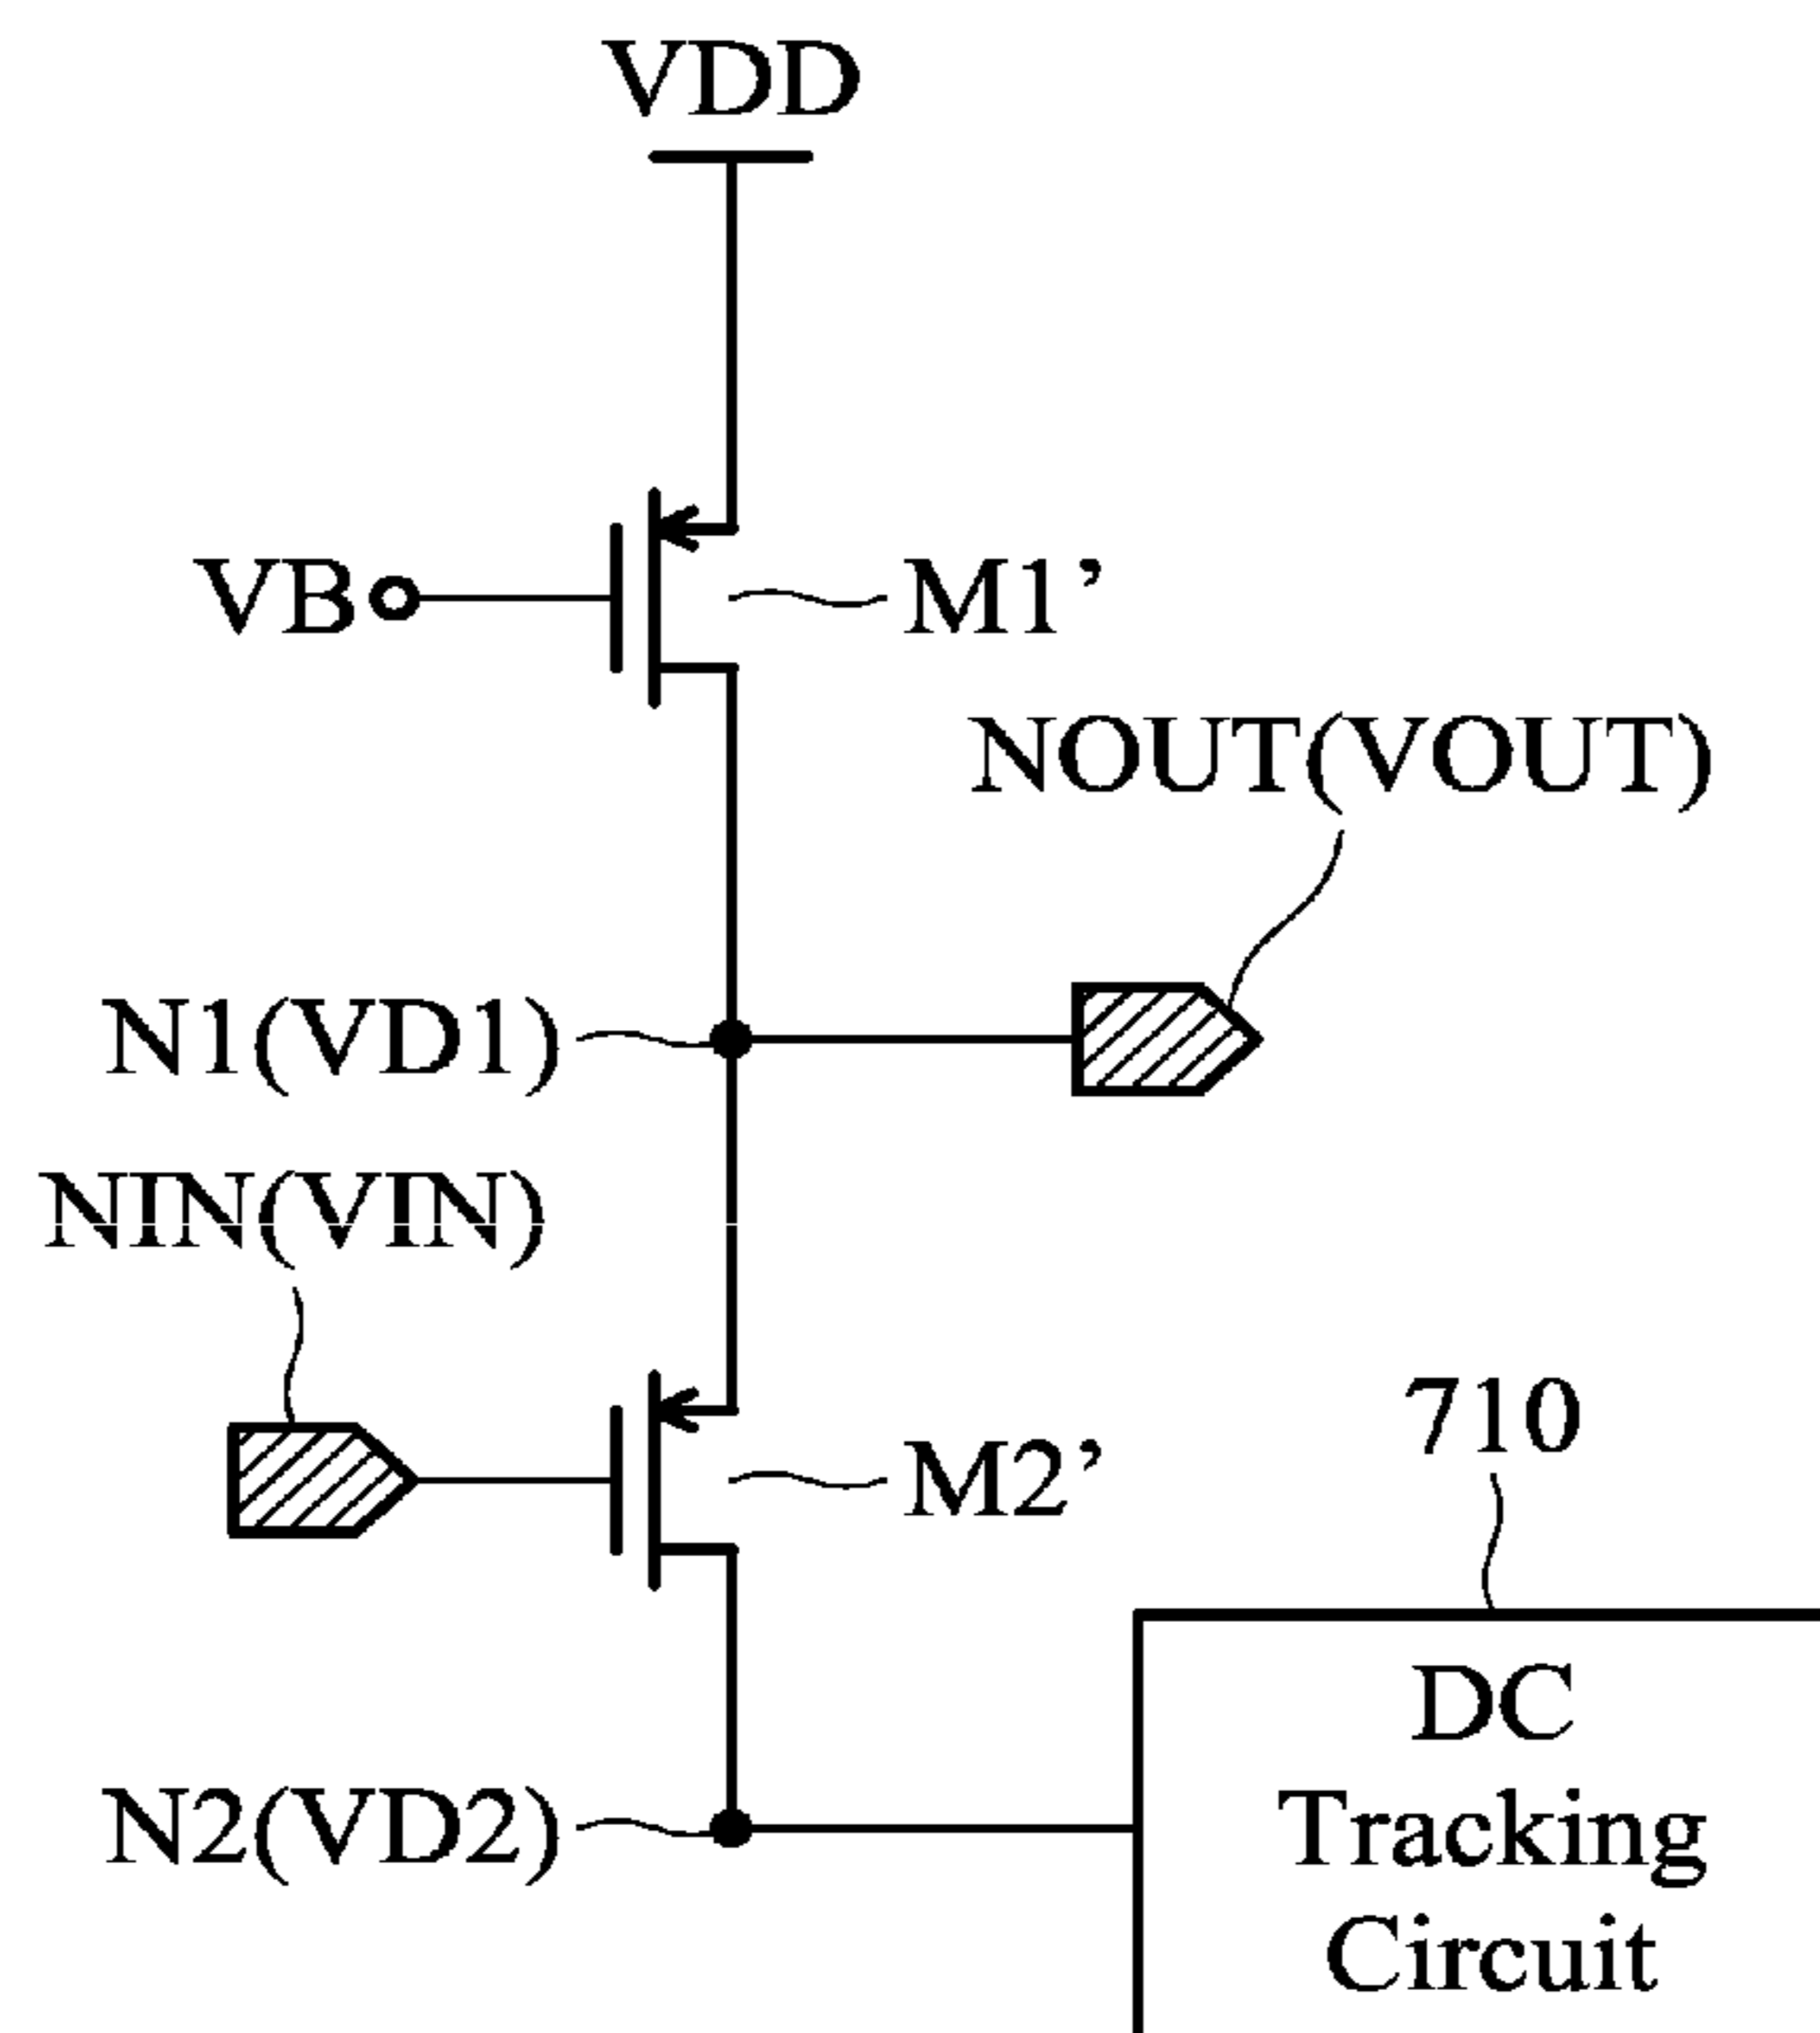 VDD
VB
M1’
NOUT(VOUT)
N1(VD1)
NIN(VIN)
M2’
710
N2(VD2)
DC
Tracking
Circuit